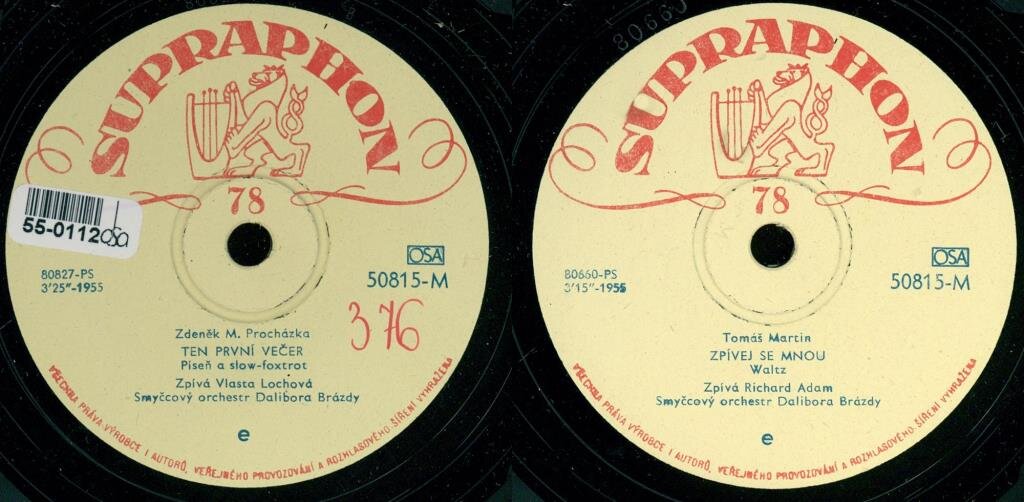 SUPRAPHON
78
55-0112 osa
OSA
80827-PS
3'25"-1955
50815-M
376
Zdeněk M. Procházka
TEN PRVNÍ VEČER
Píseň a slow-foxtrot
Zpívá Vlasta Lochová
Smyčcový orchestr Dalibora Brázdy
e
VŠECHNA PRÁVA VÝROBCE I AUTORŮ, VEŘEJNÉHO PROVOZOVÁNÍ A ROZHLASOVÉHO ŠÍŘENÍ VYHRAŽENA
80660
SUPRAPHON
78
OSA
80660-PS
3'15"-1955
50815-M
Tomáš Martin
ZPÍVEJ SE MNOU
Waltz
Zpívá Richard Adam
Smyčcový orchestr Dalibora Brázdy
e
VŠECHNA PRÁVA VÝROBCE I AUTORŮ, VEŘEJNÉHO PROVOZOVÁNÍ A ROZHLASOVÉHO ŠÍŘENÍ VYHRAŽENA